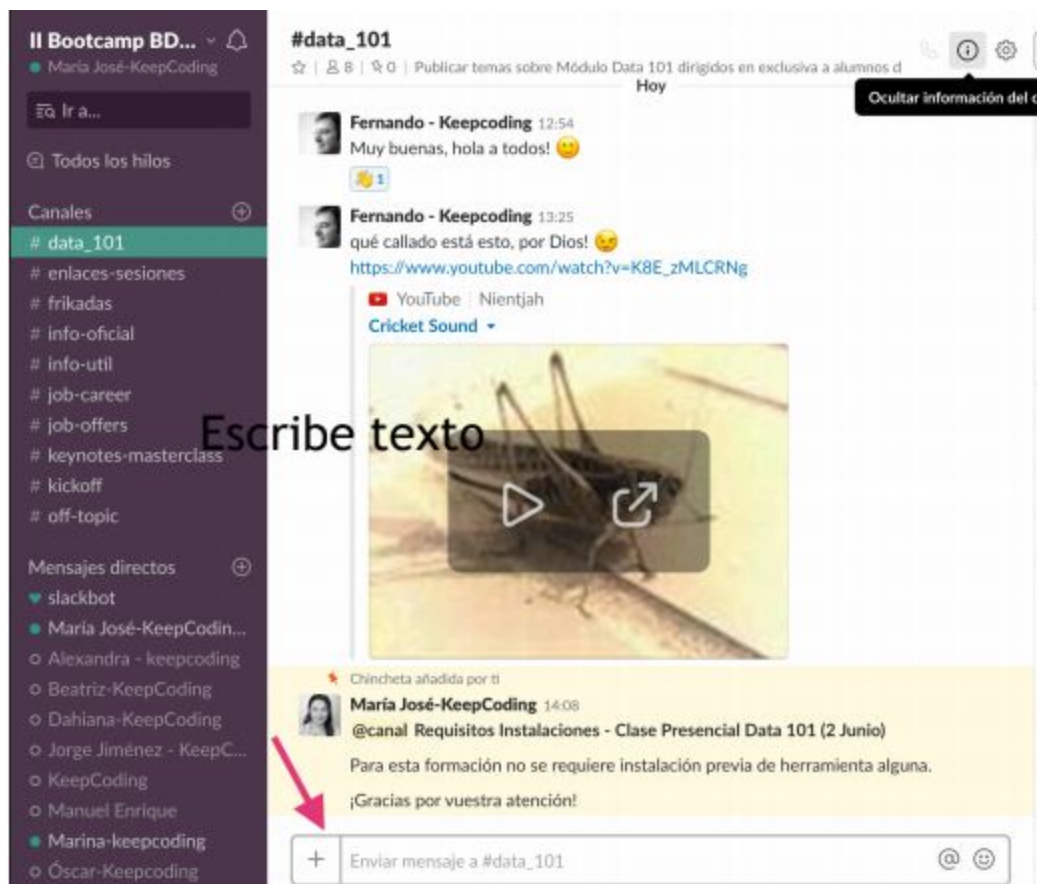 II Bootcamp BD...
María José-KeepCoding
Ir a...
Todos los hilos
Canales
# data_101
# enlaces-sesiones
# frikadas
# info-oficial
# info-util
# job-career
# job-offers
# keynotes-masterclass
# kickoff
# off-topic
Mensajes directos
slackbot
María José-KeepCodin...
Alexandra - keepcoding
Beatriz-KeepCoding
Dahiana-KeepCoding
Jorge Jiménez - KeepC...
KeepCoding
Manuel Enrique
Marina-keepcoding
Óscar-Keepcoding
#data_101
8 | 0 | Publicar temas sobre Módulo Data 101 dirigidos en exclusiva a alumnos d
Hoy
Ocultar información del c
Fernando - Keepcoding 12:54
Muy buenas, hola a todos!
1
Fernando - Keepcoding 13:25
qué callado está esto, por Dios!
https://www.youtube.com/watch?v=K8E_zMLCRNg
YouTube | Nientjah
Cricket Sound
Escribe texto
Chincheta añadida por ti
María José-KeepCoding 14:08
@canal Requisitos Instalaciones - Clase Presencial Data 101 (2 Junio)
Para esta formación no se requiere instalación previa de herramienta alguna.
¡Gracias por vuestra atención!
+ Enviar mensaje a #data_101 @